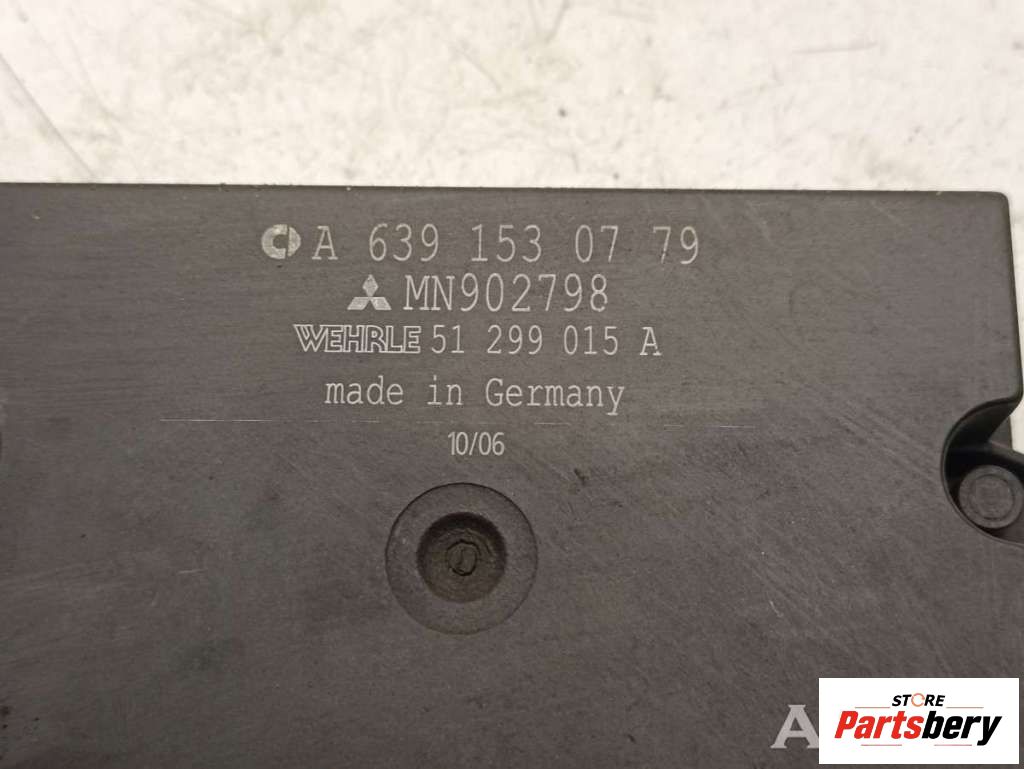 A 639 153 07 79
MN902798
WEHRLE 51 299 015 A
made in Germany
10/06
A
STORE
Partsbery